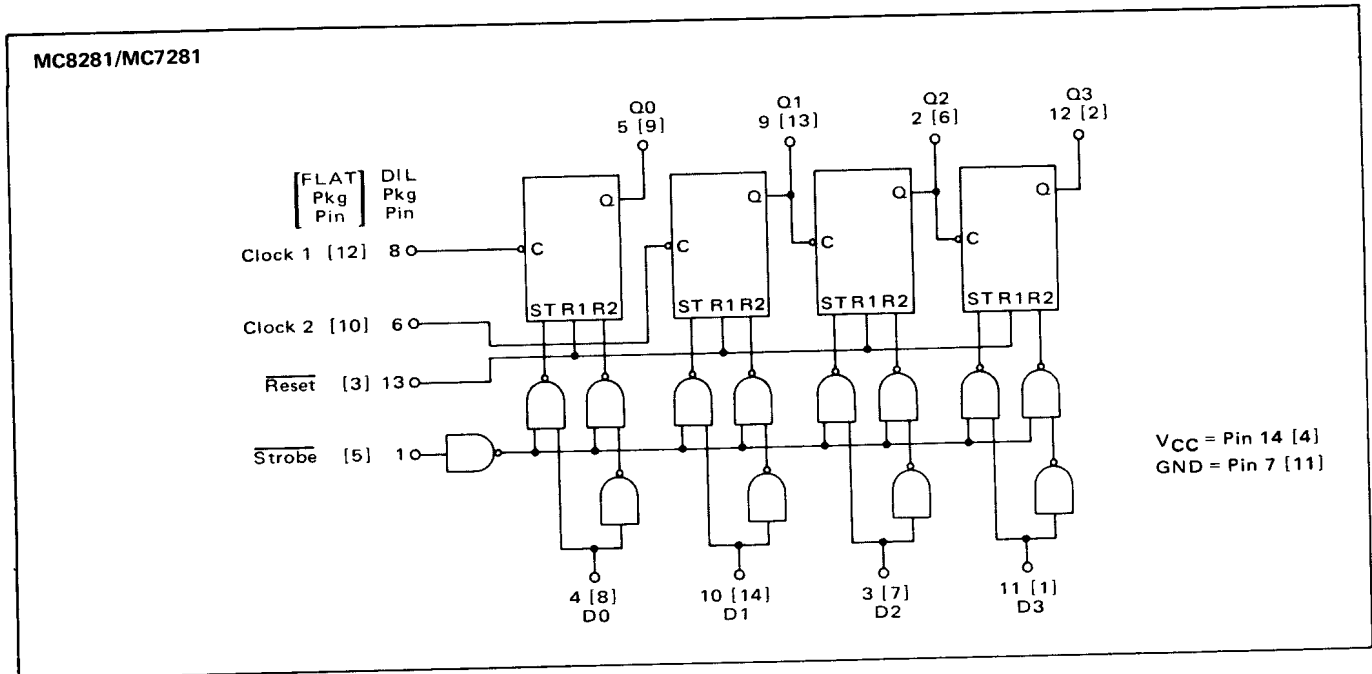 MC8281/MC7281
Q0
5 [9]
Q1
9 [13]
Q2
2 [6]
Q3
12 [2]
[FLAT Pkg Pin] DIL Pkg Pin
Q
Q
Q
Q
Clock 1 [12] 8
C
C
C
C
ST R1 R2
ST R1 R2
ST R1 R2
ST R1 R2
Clock 2 [10] 6
Reset [3] 13
Strobe [5] 1
VCC = Pin 14 [4]
GND = Pin 7 [11]
4 [8]
D0
10 [14]
D1
3 [7]
D2
11 [1]
D3